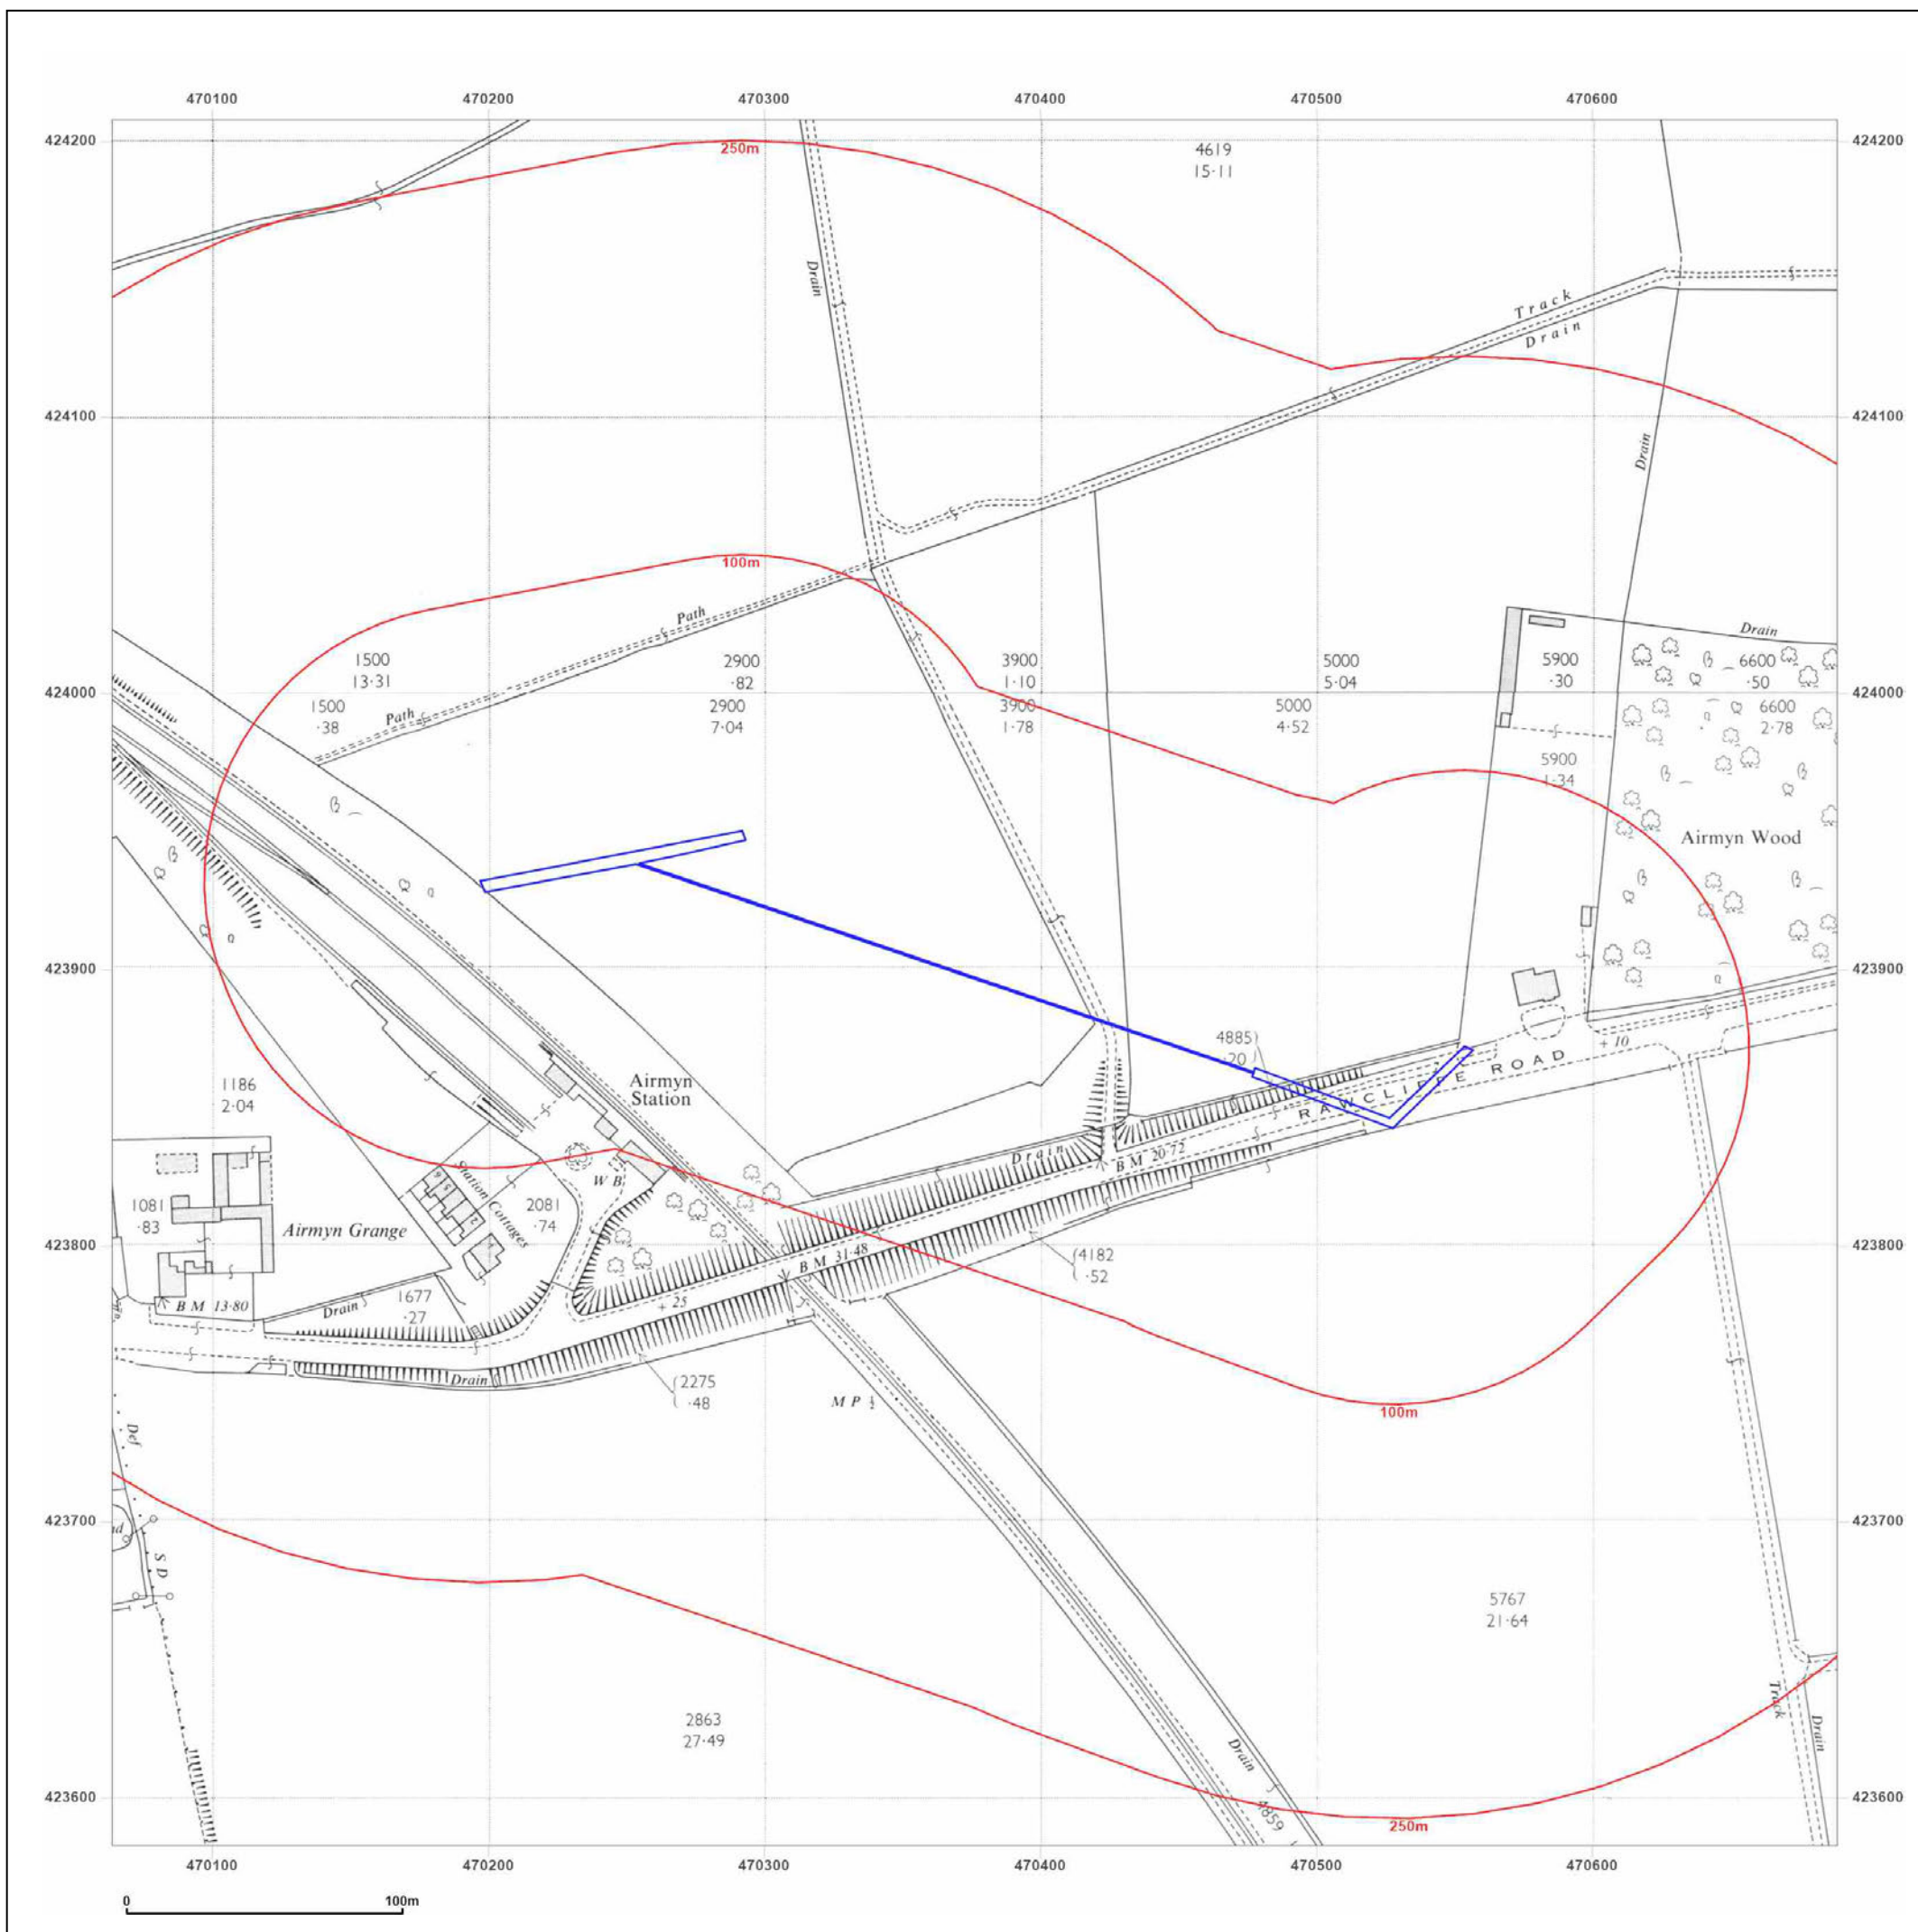 470100 470200 470300 470400 470500 470600
424200 424200
250m
4619
15·11
Drain
Track
Drain
424100 424100
Drain
100m
Path
Drain
1500
13·31
2900
·82
3900
1·10
5000
5·04
5900
·30
6600
·50
424000 424000
1500
·38
Path
2900
7·04
3900
1·78
5000
4·52
6600
2·78
5900
1·34
Airmyn Wood
423900 423900
4885
·20
+ 10
RAWCLIFFE ROAD
Airmyn
Station
1186
2·04
Drain
B M 20·72
W B
Station Cottages
1081
·83
Airmyn Grange
2081
·74
423800 423800
B M 31·48
4182
·52
B M 13·80
Drain
1677
·27
+ 25
Drain
2275
·48
M P ½
100m
Def
423700 423700
S D
5767
21·64
Track
Drain
2863
27·49
Drain
423600 423600
4859
250m
470100 470200 470300 470400 470500 470600
0 100m